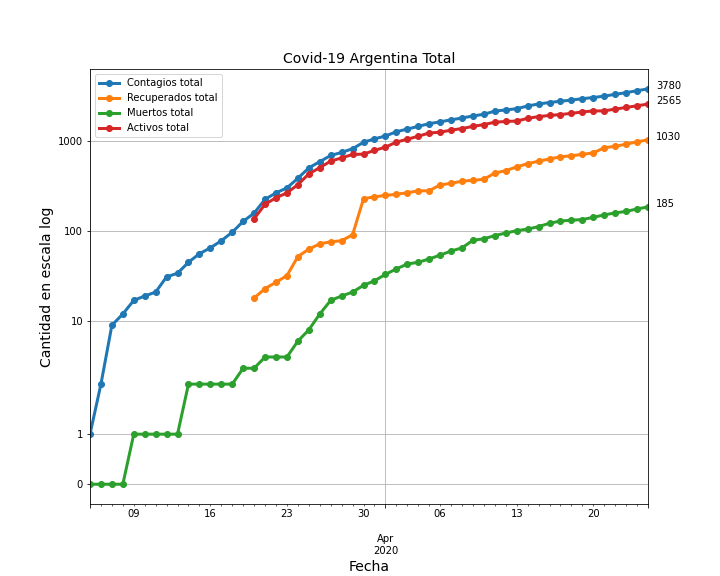 Covid-19 Argentina Total
Contagios total
Recuperados total
Muertos total
Activos total
3780
2565
1030
185
1000
100
10
1
0
Cantidad en escala log
09 16 23 30 06 13 20
Apr
2020
Fecha